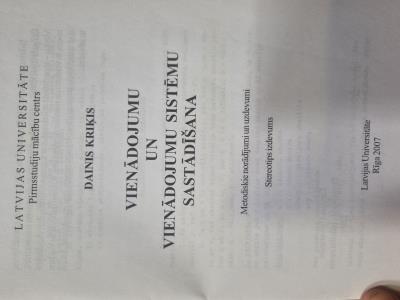 LATVIJAS UNIVERSITĀTE
Pirmsstudiju mācību centrs
DAINIS KRIĶIS
VIENĀDOJUMU
UN
VIENĀDOJUMU SISTĒMU
SASTĀDĪŠANA
Metodiskie norādījumi un uzdevumi
Stereotips izdevums
Latvijas Universitāte
Rīga 2007